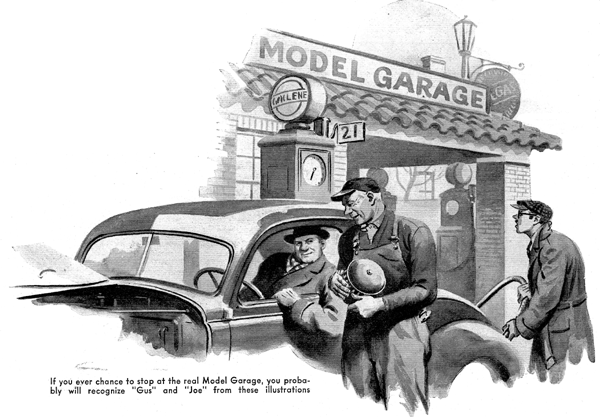 MODEL GARAGE
GAS
21
If you ever chance to stop at the real Model Garage, you proba-
bly will recognize "Gus" and "Joe" from these illustrations